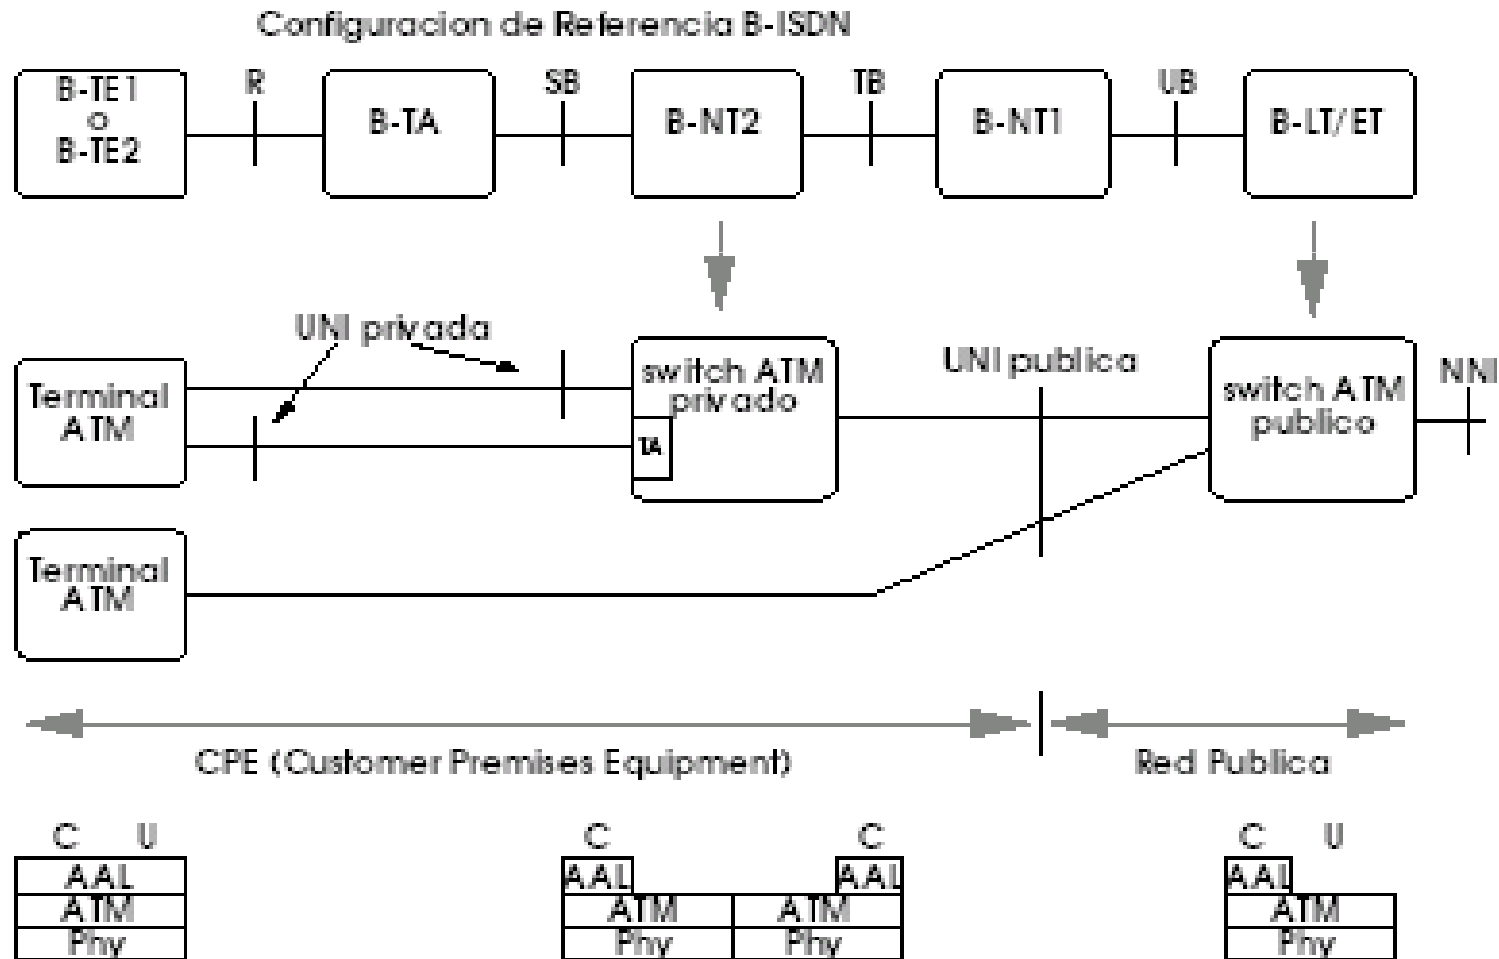 Configuracion de Referencia B-ISDN
B-TE1
o
B-TE2
R
B-TA
SB
B-NT2
TB
B-NT1
UB
B-LT/ET
UNI privada
Terminal
ATM
switch ATM
privado
TA
UNI publica
switch ATM
publico
NNI
Terminal
ATM
CPE (Customer Premises Equipment)
Red Publica
C U
AAL
ATM
Phy
C C
AAL AAL
ATM ATM
Phy Phy
C U
AAL
ATM
Phy